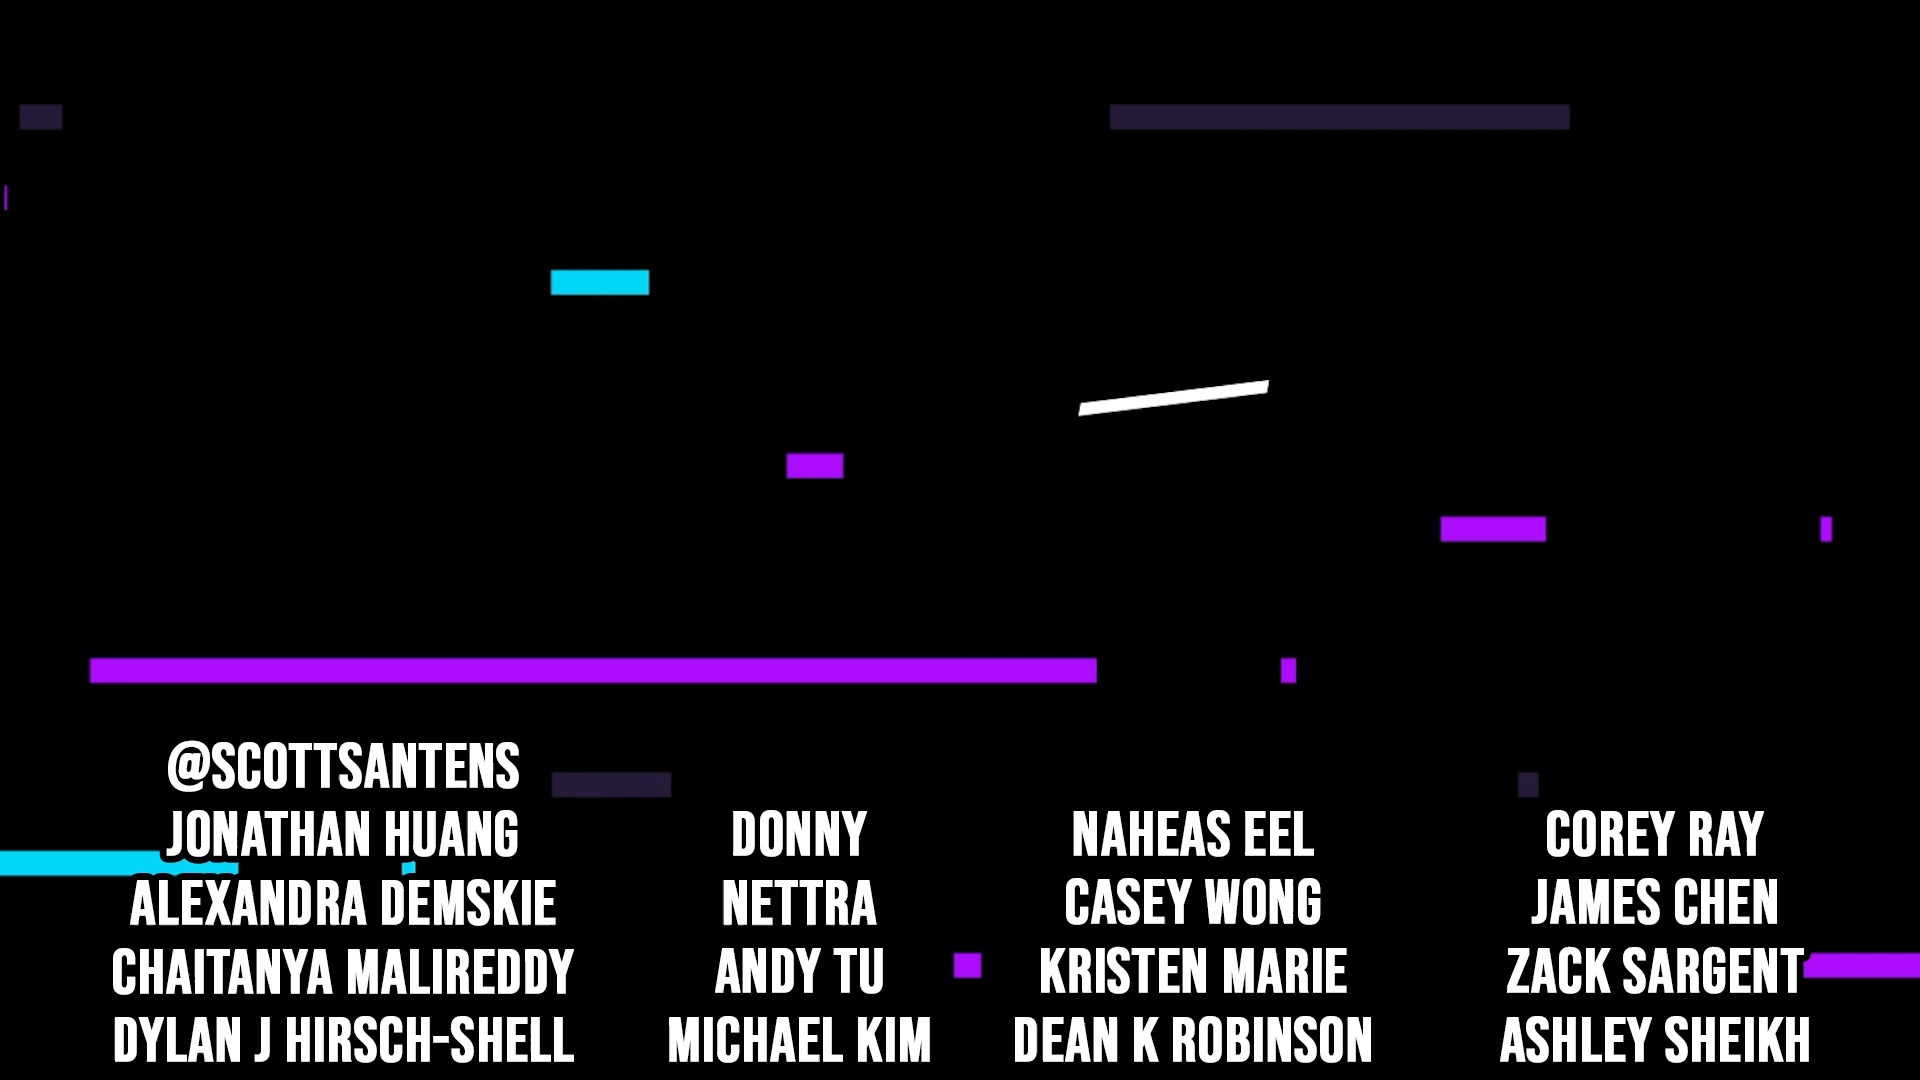 @SCOTTSANTENS
JONATHAN HUANG
ALEXANDRA DEMSKIE
CHAITANYA MALIREDDY
DYLAN J HIRSCH-SHELL
DONNY
NETTRA
ANDY TU
MICHAEL KIM
NAHEAS EEL
CASEY WONG
KRISTEN MARIE
DEAN K ROBINSON
COREY RAY
JAMES CHEN
ZACK SARGENT
ASHLEY SHEIKH